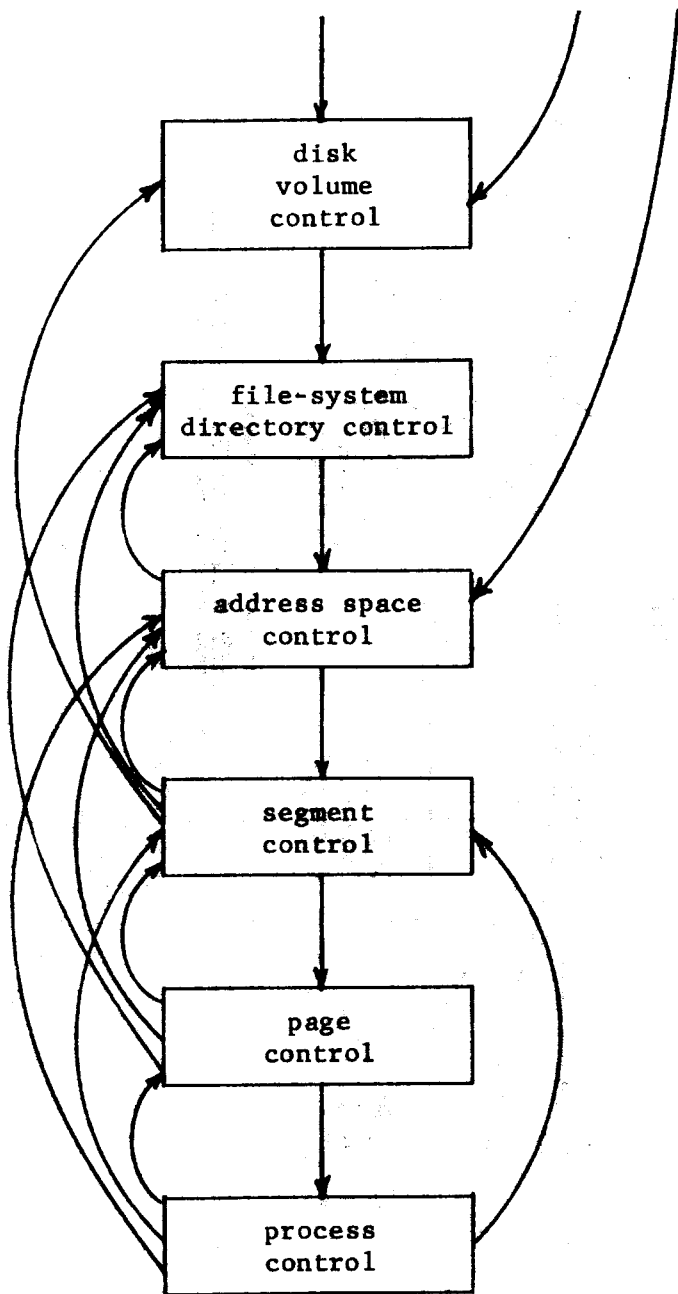 disk
volume
control
file-system
directory control
address space
control
segment
control
page
control
process
control